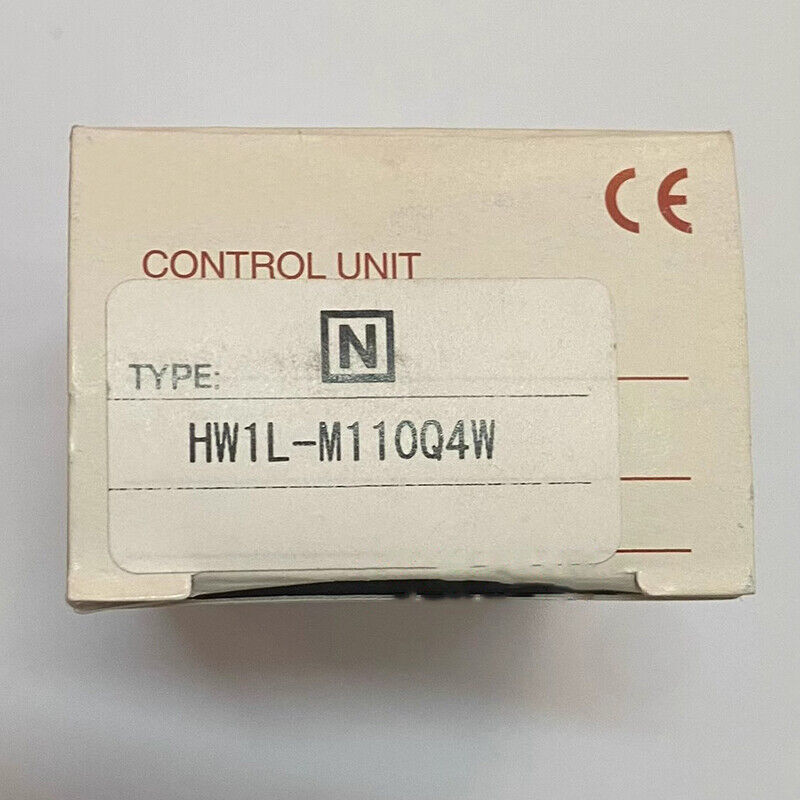 CE
CONTROL UNIT
N
TYPE:
HW1L-M110Q4W